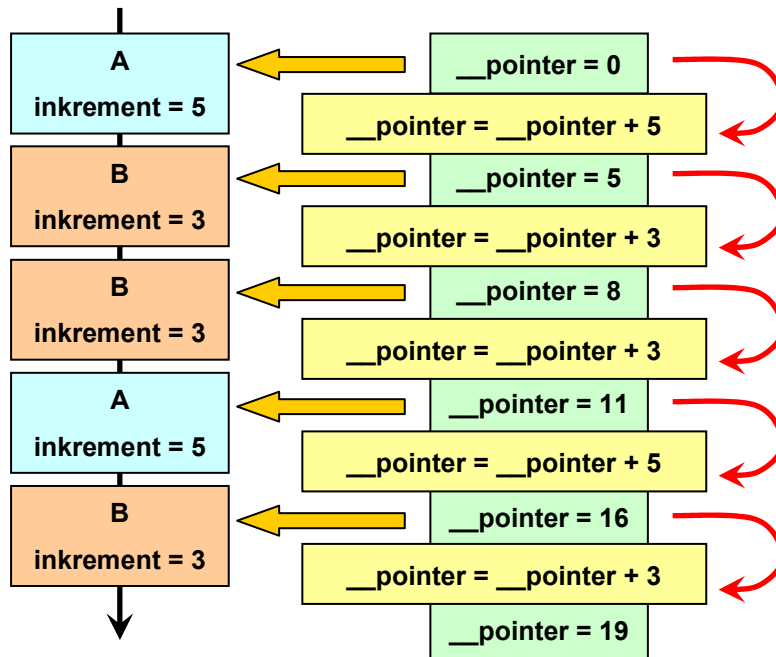 A
inkrement = 5
B
inkrement = 3
B
inkrement = 3
A
inkrement = 5
B
inkrement = 3
__pointer = 0
__pointer = __pointer + 5
__pointer = 5
__pointer = __pointer + 3
__pointer = 8
__pointer = __pointer + 3
__pointer = 11
__pointer = __pointer + 5
__pointer = 16
__pointer = __pointer + 3
__pointer = 19